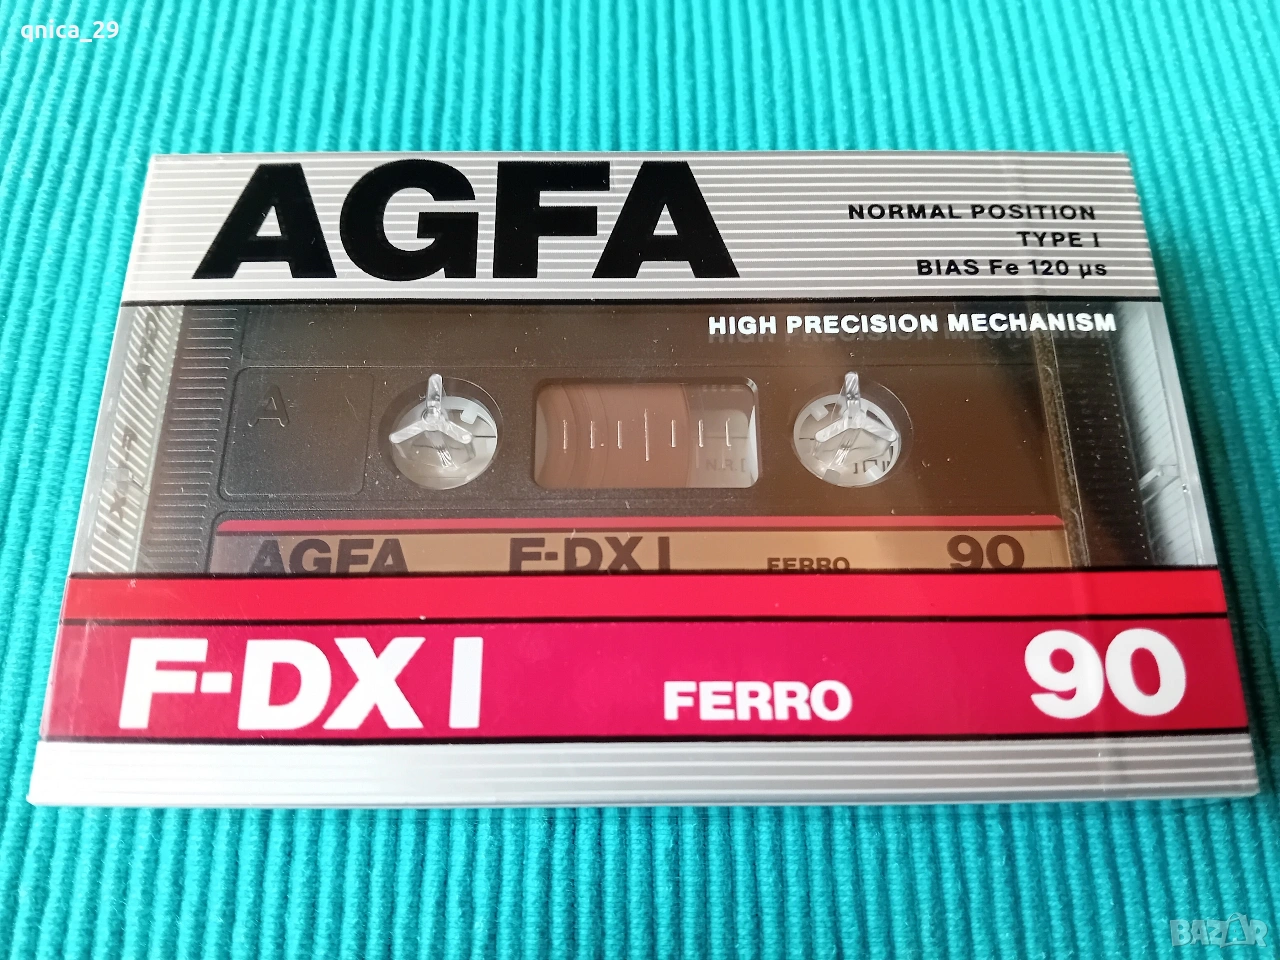 qnica_29
AGFA
NORMAL POSITION
TYPE I
BIAS Fe 120 µs
HIGH PRECISION MECHANISM
A
AGFA F-DX I FERRO 90
F-DX I FERRO 90
BAZAR